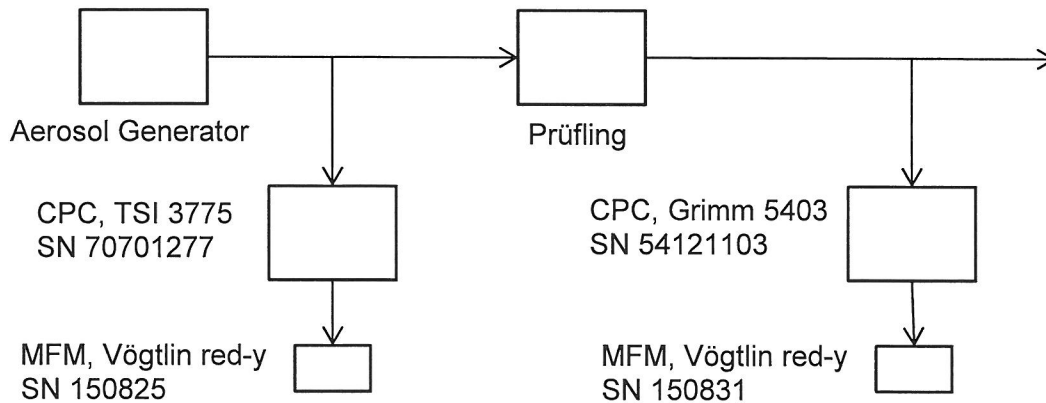 Aerosol Generator
Prüfling
CPC, TSI 3775
SN 70701277
CPC, Grimm 5403
SN 54121103
MFM, Vögtlin red-y
SN 150825
MFM, Vögtlin red-y
SN 150831